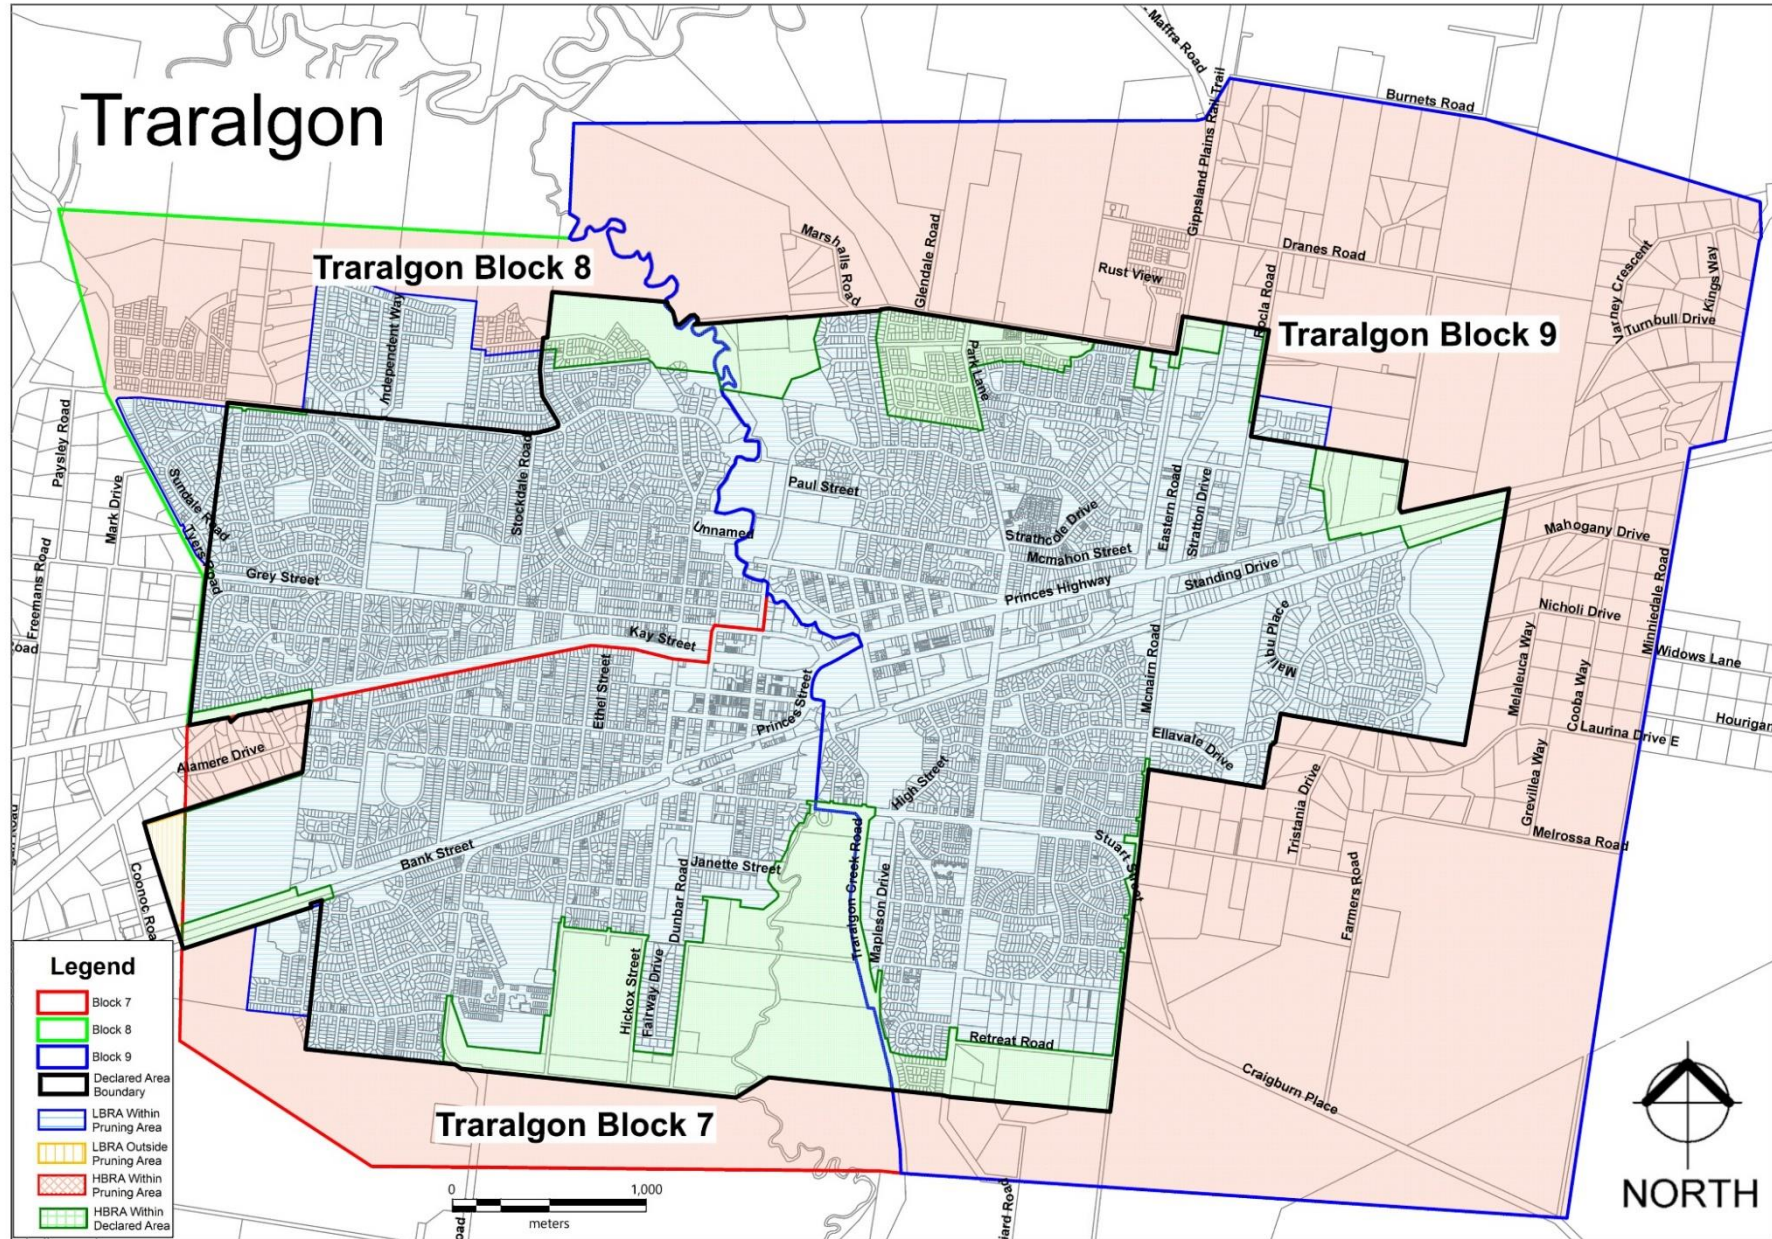 Traralgon
Maffra Road
Gippsland Plains Rail Trail
Burnets Road
Marshalls Road
Glendale Road
Rust View
Dranes Road
Rocla Road
Varney Crescent
Kings Way
Turnbull Drive
Traralgon Block 8
Traralgon Block 9
Independent Way
Park Lane
Paysley Road
Mark Drive
Freemans Road
Sundale Road
Tyers Road
Stockdale Road
Grey Street
Unnamed
Paul Street
Strathcole Drive
Mcmahon Street
Eastern Road
Stratton Drive
Princes Highway
Standing Drive
Malibu Place
Mahogany Drive
Nicholi Drive
Minniedale Road
Widows Lane
Melaleuca Way
Cooba Way
Laurina Drive E
Hourigan
Kay Street
Ethel Street
Princes Street
Mcnairn Road
Ellavale Drive
Alamere Drive
High Street
Tristania Drive
Grevillea Way
Melrossa Road
Bank Street
Janette Street
Dunbar Road
Traralgon Creek Road
Mapleson Drive
Stuart Street
Farmers Road
Coonoc Roa
Hickox Street
Fairway Drive
Retreat Road
Craigburn Place
Traralgon Block 7
Legend
Block 7
Block 8
Block 9
Declared Area
Boundary
LBRA Within
Pruning Area
LBRA Outside
Pruning Area
HBRA Within
Pruning Area
HBRA Within
Declared Area
0 1,000
meters
NORTH